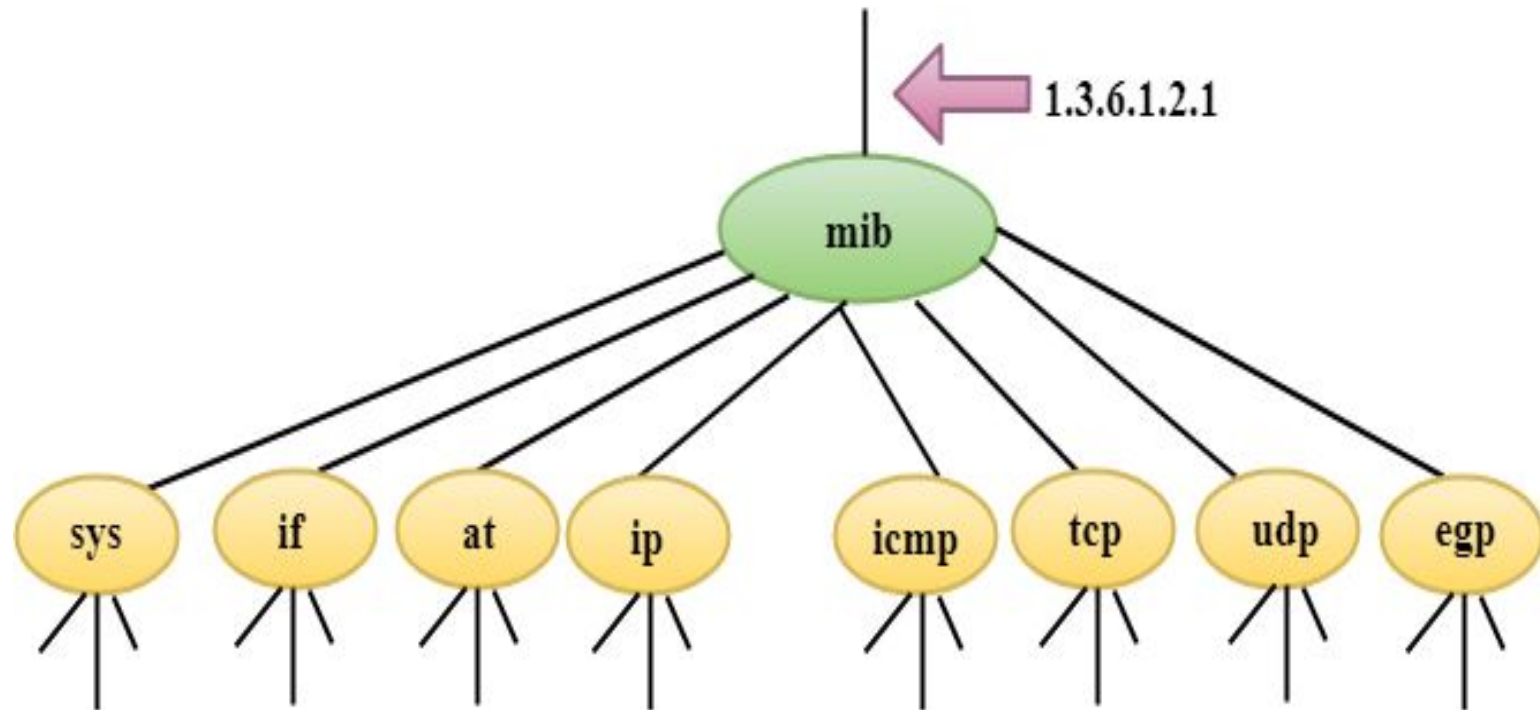 1.3.6.1.2.1
mib
sys
if
at
ip
icmp
tcp
udp
egp